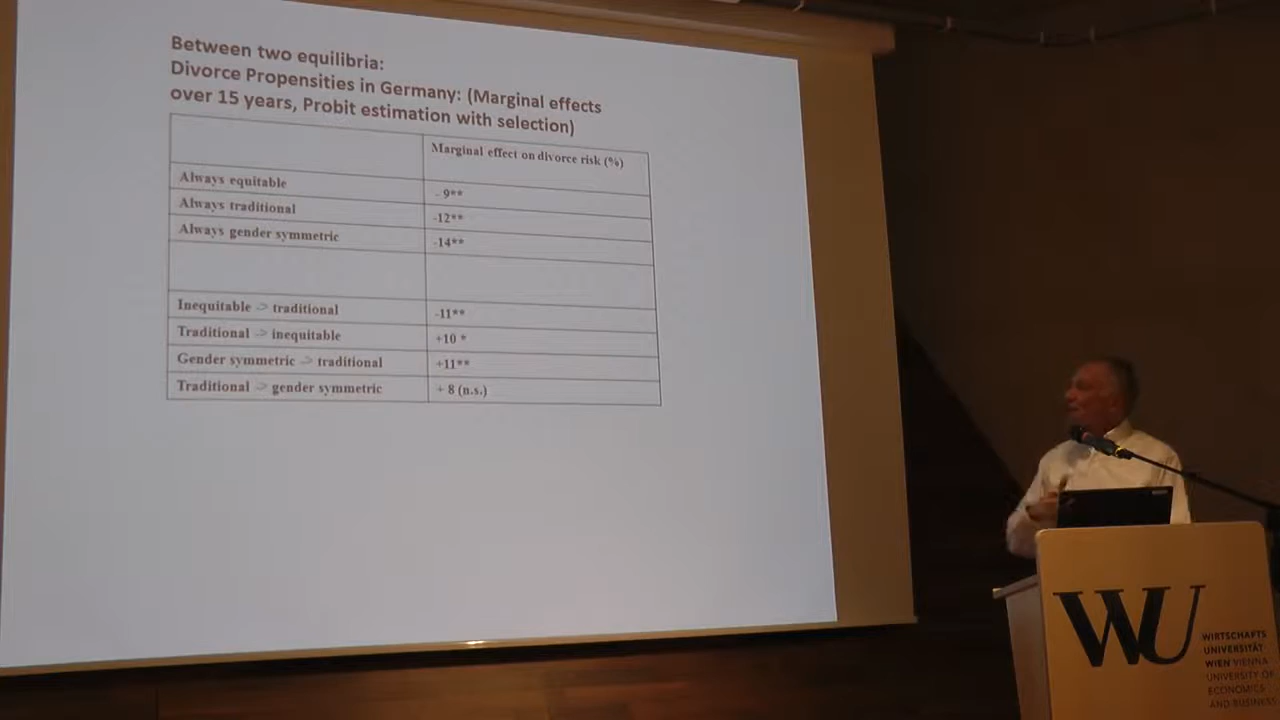 Between two equilibria:
Divorce Propensities in Germany: (Marginal effects
over 15 years, Probit estimation with selection)
Marginal effect on divorce risk (%)
Always equitable - 9**
Always traditional -12**
Always gender symmetric -14**
Inequitable -> traditional -11**
Traditional -> inequitable +10 *
Gender symmetric -> traditional +11**
Traditional -> gender symmetric + 8 (n.s.)
WU
WIRTSCHAFTS
UNIVERSITÄT
WIEN VIENNA
UNIVERSITY OF
ECONOMICS
AND BUSINESS